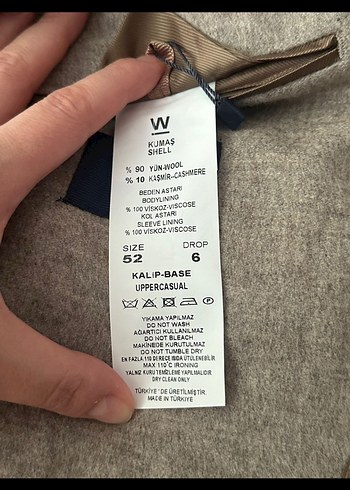 W
KUMAŞ
SHELL
% 90 YÜN-WOOL
% 10 KAŞMİR-CASHMERE
BEDEN ASTARI
BODYLINING
% 100 VİSKOZ-VISCOSE
KOL ASTARI
SLEEVE LINING
% 100 VİSKOZ-VISCOSE
SIZE DROP
52 6
KALIP-BASE
UPPERCASUAL
P
YIKAMA YAPILMAZ
DO NOT WASH
AĞARTICI KULLANILMAZ
DO NOT BLEACH
MAKİNEDE KURUTULMAZ
DO NOT TUMBLE DRY
EN FAZLA 110 DERECE ISIDA ÜTÜLENEBİLİR
MAX 110°C IRONING
YALNIZ KURU TEMİZLEME YAPILMALIDIR
DRY CLEAN ONLY
TÜRKİYE'DE ÜRETİLMİŞTİR.
MADE IN TÜRKİYE